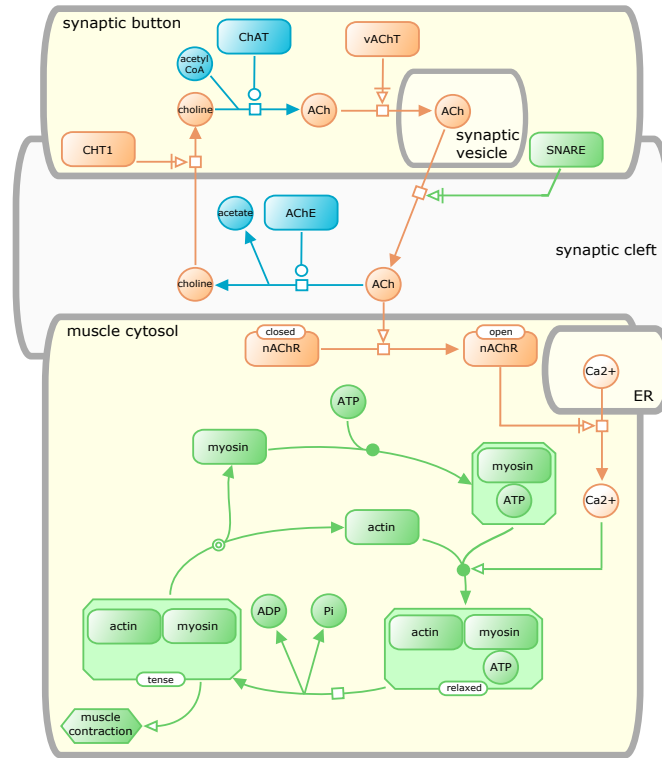 synaptic button
ChAT
vAChT
acetyl
CoA
choline
ACh
ACh
synaptic
vesicle
CHT1
SNARE
acetate
AChE
synaptic cleft
choline
ACh
muscle cytosol
closed
nAChR
open
nAChR
Ca2+
ER
ATP
myosin
myosin
ATP
Ca2+
actin
actin
myosin
tense
ADP
Pi
actin
myosin
ATP
relaxed
muscle
contraction